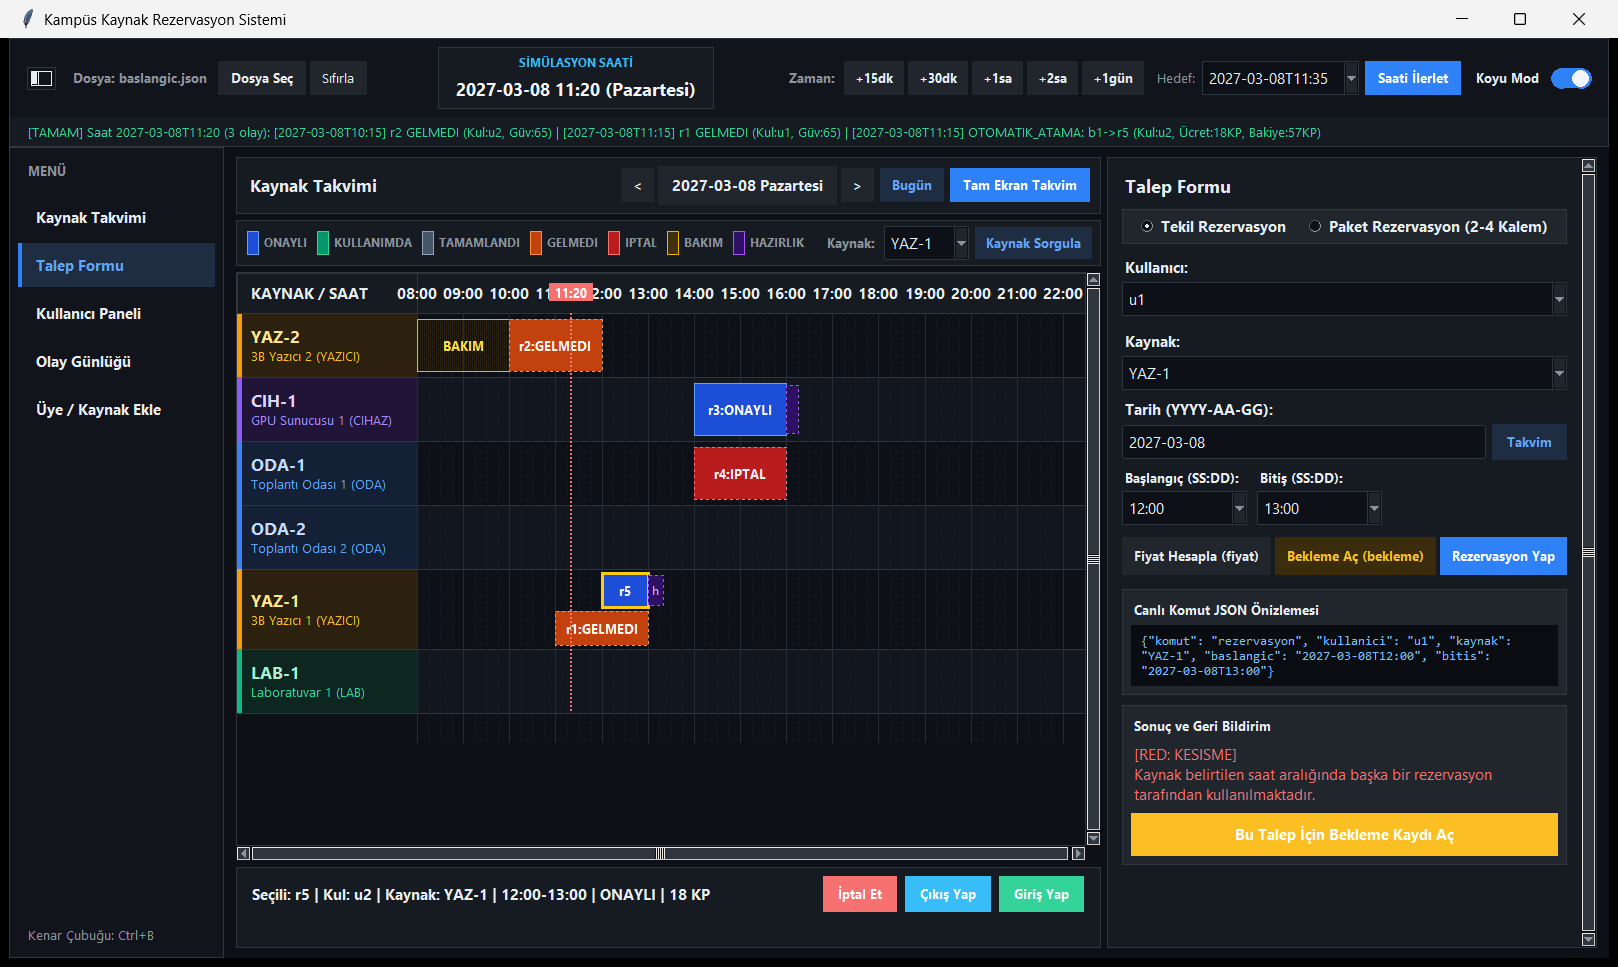 Kampüs Kaynak Rezervasyon Sistemi
Dosya: baslangic.json
Dosya Seç
Sıfırla
SİMÜLASYON SAATİ
2027-03-08 11:20 (Pazartesi)
Zaman:
+15dk
+30dk
+1sa
+2sa
+1gün
Hedef:
2027-03-08T11:35
Saati İlerlet
Koyu Mod
[TAMAM] Saat 2027-03-08T11:20 (3 olay): [2027-03-08T10:15] r2 GELMEDI (Kul:u2, Güv:65) | [2027-03-08T11:15] r1 GELMEDI (Kul:u1, Güv:65) | [2027-03-08T11:15] OTOMATIK_ATAMA: b1->r5 (Kul:u2, Ücret:18KP, Bakiye:57KP)
MENÜ
Kaynak Takvimi
Talep Formu
Kullanıcı Paneli
Olay Günlüğü
Üye / Kaynak Ekle
Kenar Çubuğu: Ctrl+B
Kaynak Takvimi
<
2027-03-08 Pazartesi
>
Bugün
Tam Ekran Takvim
ONAYLI
KULLANIMDA
TAMAMLANDI
GELMEDI
IPTAL
BAKIM
HAZIRLIK
Kaynak:
YAZ-1
Kaynak Sorgula
KAYNAK / SAAT
08:00 09:00 10:00 11:20 2:00 13:00 14:00 15:00 16:00 17:00 18:00 19:00 20:00 21:00 22:00
YAZ-2
3B Yazıcı 2 (YAZICI)
BAKIM
r2:GELMEDI
CIH-1
GPU Sunucusu 1 (CIHAZ)
r3:ONAYLI
ODA-1
Toplantı Odası 1 (ODA)
r4:IPTAL
ODA-2
Toplantı Odası 2 (ODA)
YAZ-1
3B Yazıcı 1 (YAZICI)
r5
h
r1:GELMEDI
LAB-1
Laboratuvar 1 (LAB)
Seçili: r5 | Kul: u2 | Kaynak: YAZ-1 | 12:00-13:00 | ONAYLI | 18 KP
İptal Et
Çıkış Yap
Giriş Yap
Talep Formu
Tekil Rezervasyon
Paket Rezervasyon (2-4 Kalem)
Kullanıcı:
u1
Kaynak:
YAZ-1
Tarih (YYYY-AA-GG):
2027-03-08
Takvim
Başlangıç (SS:DD):
Bitiş (SS:DD):
12:00
13:00
Fiyat Hesapla (fiyat)
Bekleme Aç (bekleme)
Rezervasyon Yap
Canlı Komut JSON Önizlemesi
{"komut": "rezervasyon", "kullanici": "u1", "kaynak":
"YAZ-1", "baslangic": "2027-03-08T12:00", "bitis":
"2027-03-08T13:00"}
Sonuç ve Geri Bildirim
[RED: KESISME]
Kaynak belirtilen saat aralığında başka bir rezervasyon
tarafından kullanılmaktadır.
Bu Talep İçin Bekleme Kaydı Aç